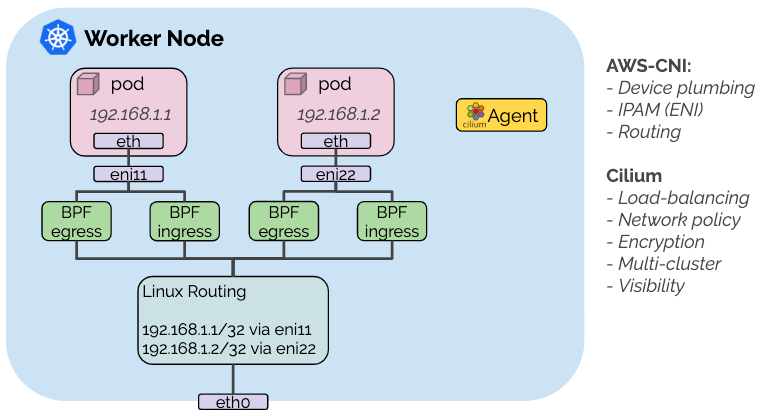 Worker Node
pod
192.168.1.1
eth
eni11
pod
192.168.1.2
eth
eni22
cilium
Agent
BPF
egress
BPF
ingress
BPF
egress
BPF
ingress
Linux Routing
192.168.1.1/32 via eni11
192.168.1.2/32 via eni22
eth0
AWS-CNI:
- Device plumbing
- IPAM (ENI)
- Routing
Cilium
- Load-balancing
- Network policy
- Encryption
- Multi-cluster
- Visibility